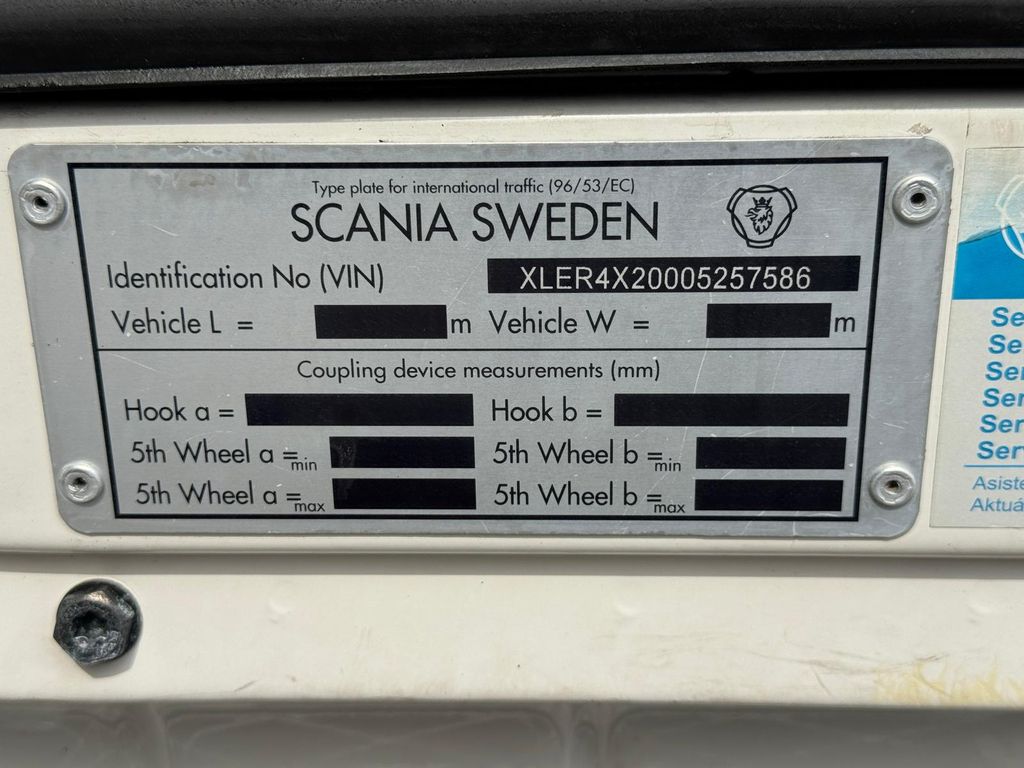 Type plate for international traffic (96/53/EC)
SCANIA SWEDEN
Identification No (VIN) XLER4X20005257586
Vehicle L = m Vehicle W = m
Coupling device measurements (mm)
Hook a = Hook b =
5th Wheel a =min 5th Wheel b =min
5th Wheel a =max 5th Wheel b =max